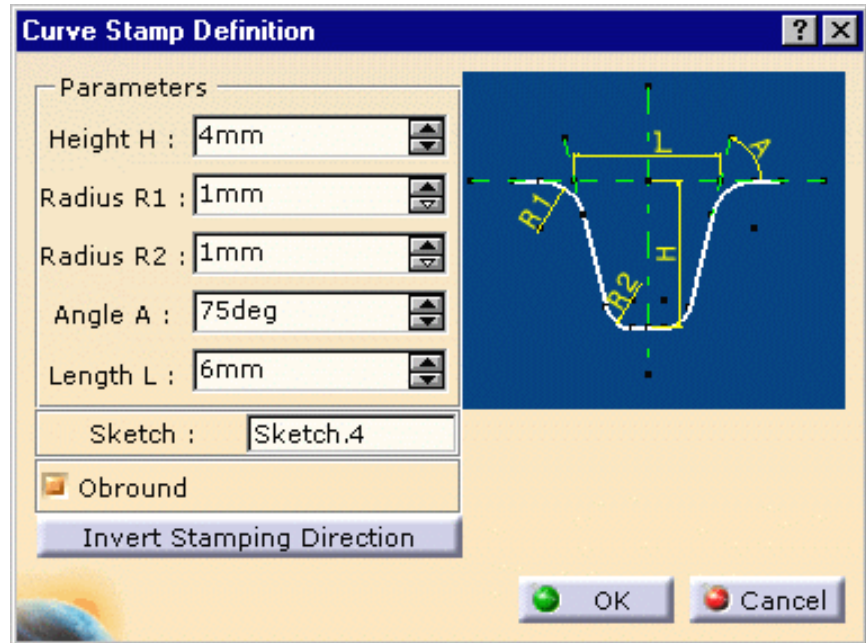 Curve Stamp Definition
Parameters
Height H : 4mm
Radius R1 : 1mm
Radius R2 : 1mm
Angle A : 75deg
Length L : 6mm
Sketch : Sketch.4
Obround
Invert Stamping Direction
L
A
R1
H
R2
OK
Cancel